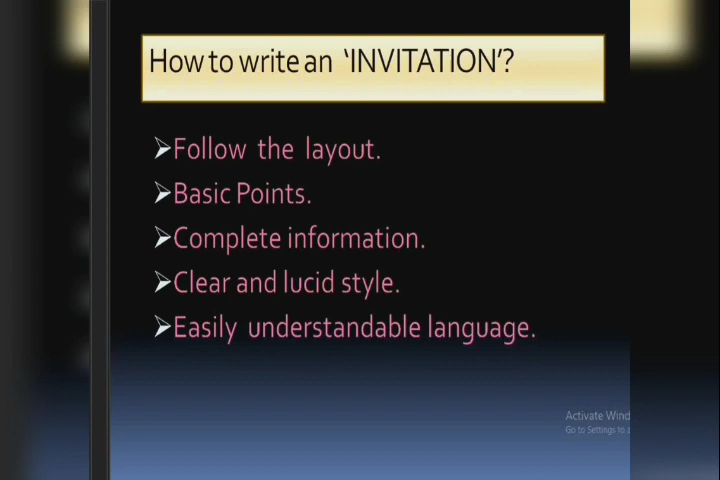 How to write an 'INVITATION'?
Follow the layout.
Basic Points.
Complete information.
Clear and lucid style.
Easily understandable language.
Activate Wind
Go to Settings to a